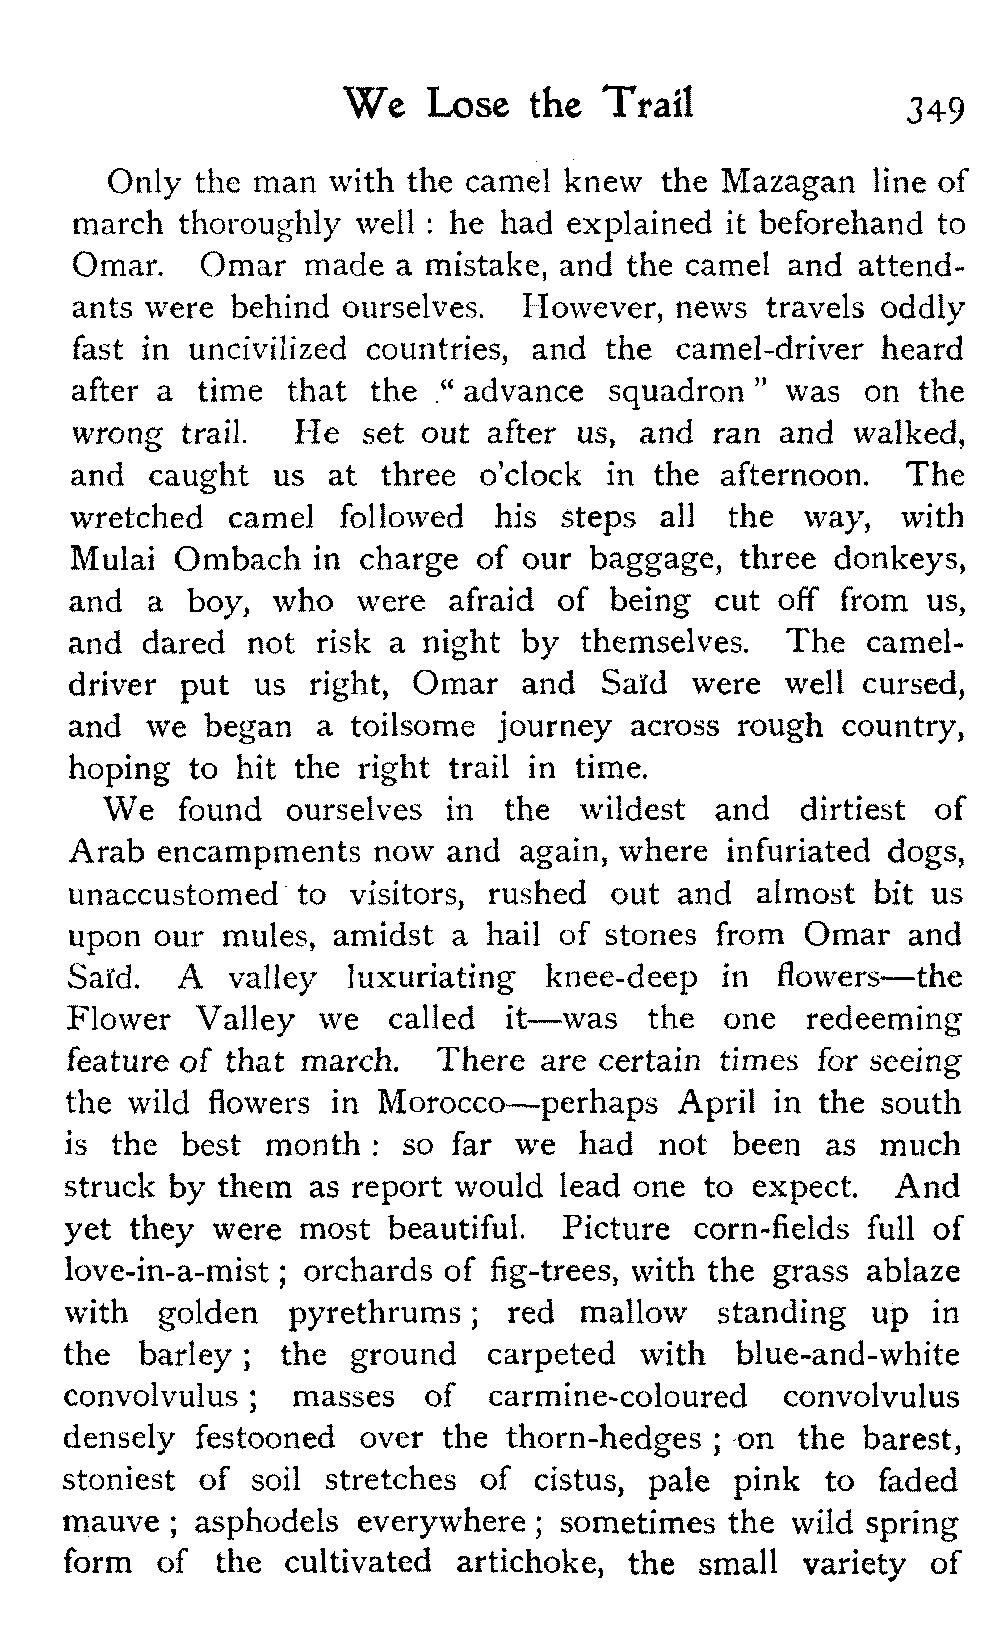 We Lose the Trail 349
Only the man with the camel knew the Mazagan line of
march thoroughly well : he had explained it beforehand to
Omar. Omar made a mistake, and the camel and attend-
ants were behind ourselves. However, news travels oddly
fast in uncivilized countries, and the camel-driver heard
after a time that the “ advance squadron ” was on the
wrong trail. He set out after us, and ran and walked,
and caught us at three o’clock in the afternoon. The
wretched camel followed his steps all the way, with
Mulai Ombach in charge of our baggage, three donkeys,
and a boy, who were afraid of being cut off from us,
and dared not risk a night by themselves. The camel-
driver put us right, Omar and Saïd were well cursed,
and we began a toilsome journey across rough country,
hoping to hit the right trail in time.
We found ourselves in the wildest and dirtiest of
Arab encampments now and again, where infuriated dogs,
unaccustomed to visitors, rushed out and almost bit us
upon our mules, amidst a hail of stones from Omar and
Saïd. A valley luxuriating knee-deep in flowers—the
Flower Valley we called it—was the one redeeming
feature of that march. There are certain times for seeing
the wild flowers in Morocco—perhaps April in the south
is the best month : so far we had not been as much
struck by them as report would lead one to expect. And
yet they were most beautiful. Picture corn-fields full of
love-in-a-mist ; orchards of fig-trees, with the grass ablaze
with golden pyrethrums ; red mallow standing up in
the barley ; the ground carpeted with blue-and-white
convolvulus ; masses of carmine-coloured convolvulus
densely festooned over the thorn-hedges ; on the barest,
stoniest of soil stretches of cistus, pale pink to faded
mauve ; asphodels everywhere ; sometimes the wild spring
form of the cultivated artichoke, the small variety of